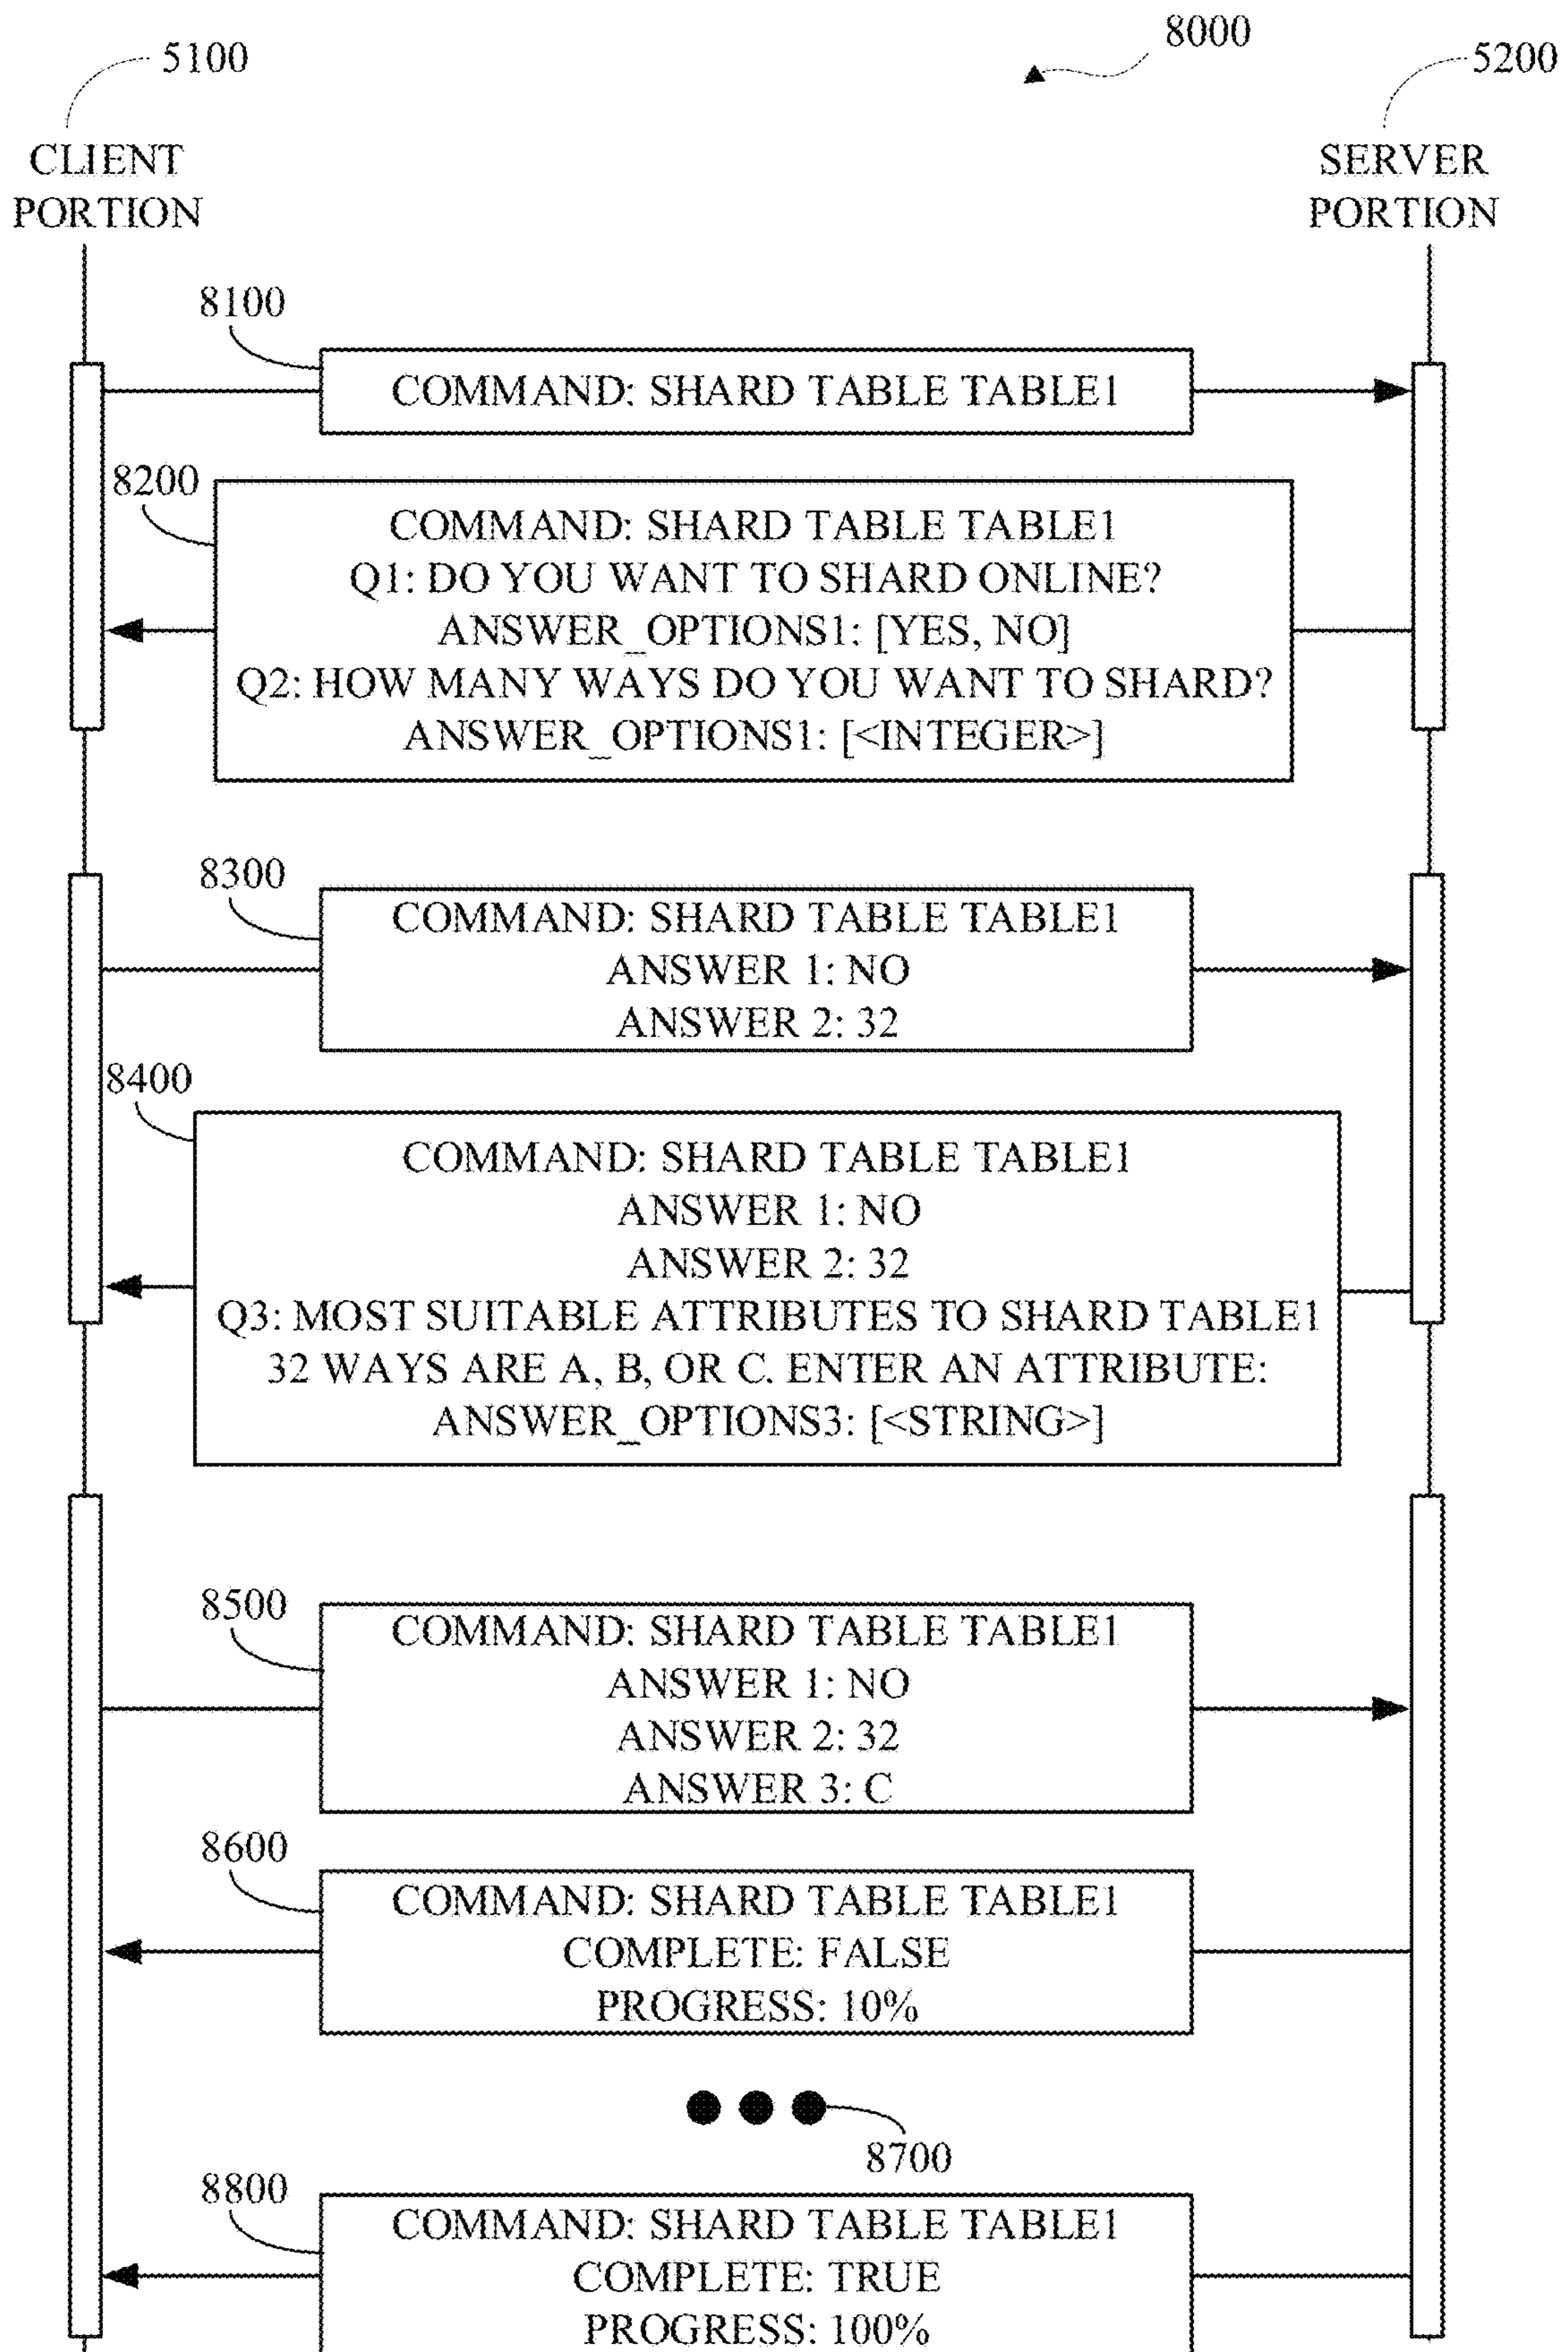 8000
5100
5200
CLIENT
PORTION
SERVER
PORTION
8100
COMMAND: SHARD TABLE TABLE1
8200
COMMAND: SHARD TABLE TABLE1
Q1: DO YOU WANT TO SHARD ONLINE?
ANSWER_OPTIONS1: [YES, NO]
Q2: HOW MANY WAYS DO YOU WANT TO SHARD?
ANSWER_OPTIONS1: [<INTEGER>]
8300
COMMAND: SHARD TABLE TABLE1
ANSWER 1: NO
ANSWER 2: 32
8400
COMMAND: SHARD TABLE TABLE1
ANSWER 1: NO
ANSWER 2: 32
Q3: MOST SUITABLE ATTRIBUTES TO SHARD TABLE1
32 WAYS ARE A, B, OR C. ENTER AN ATTRIBUTE:
ANSWER_OPTIONS3: [<STRING>]
8500
COMMAND: SHARD TABLE TABLE1
ANSWER 1: NO
ANSWER 2: 32
ANSWER 3: C
8600
COMMAND: SHARD TABLE TABLE1
COMPLETE: FALSE
PROGRESS: 10%
8700
8800
COMMAND: SHARD TABLE TABLE1
COMPLETE: TRUE
PROGRESS: 100%